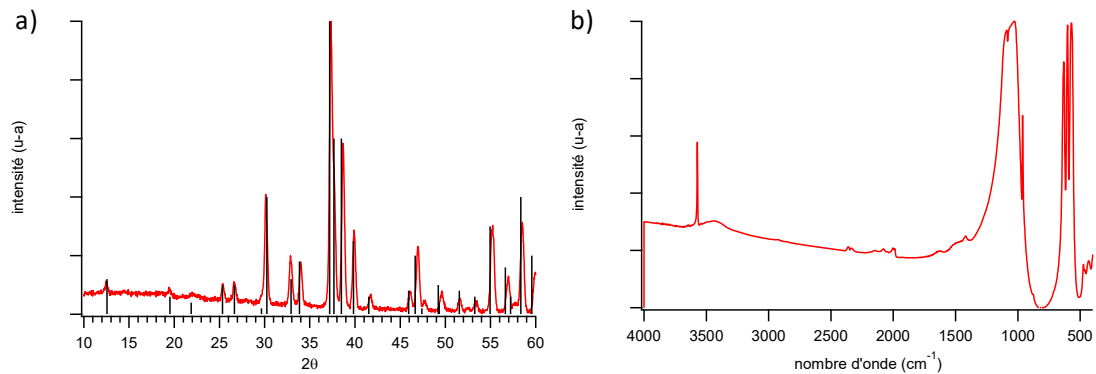 a)
intensité (u-a)
10 15 20 25 30 35 40 45 50 55 60
2θ
b)
intensité (u-a)
4000 3500 3000 2500 2000 1500 1000 500
nombre d'onde (cm⁻¹)